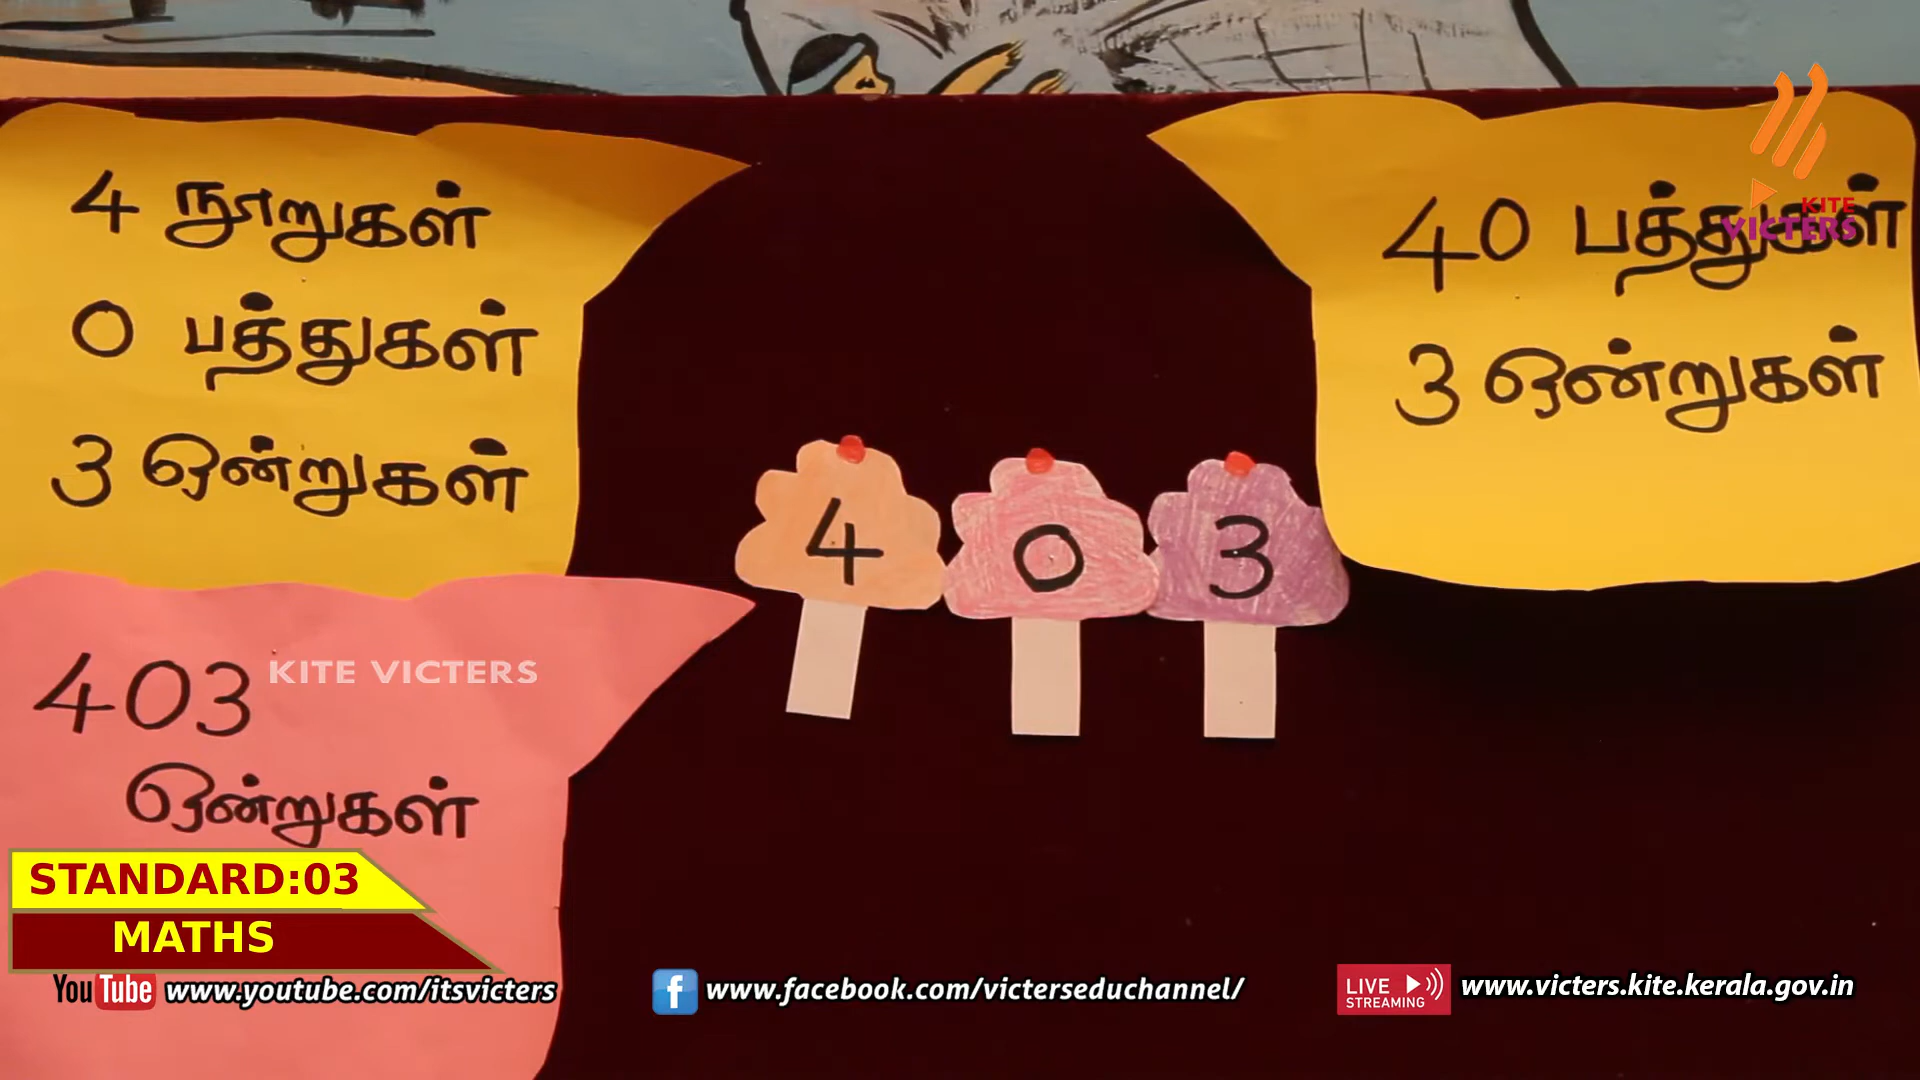 4 நூறுகள்
0 பத்துகள்
3 ஒன்றுகள்
40 பத்துகள்
3 ஒன்றுகள்
KITE
VICTERS
4 0 3
403
ஒன்றுகள்
KITE VICTERS
STANDARD:03
MATHS
YouTube www.youtube.com/itsvicters
f www.facebook.com/victerseduchannel/
LIVE
STREAMING
www.victers.kite.kerala.gov.in